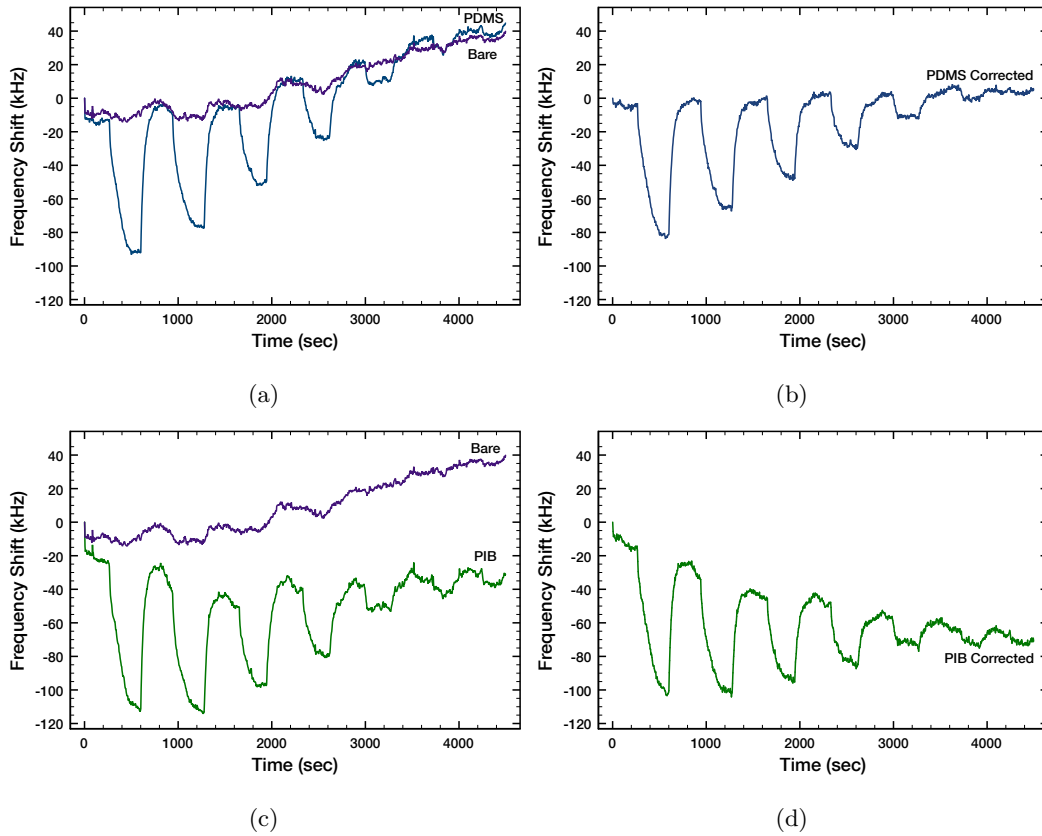 PDMS
Bare
40
20
0
-20
-40
-60
-80
-100
-120
Frequency Shift (kHz)
0 1000 2000 3000 4000
Time (sec)
(a)
PDMS Corrected
40
20
0
-20
-40
-60
-80
-100
-120
Frequency Shift (kHz)
0 1000 2000 3000 4000
Time (sec)
(b)
Bare
PIB
40
20
0
-20
-40
-60
-80
-100
-120
Frequency Shift (kHz)
0 1000 2000 3000 4000
Time (sec)
(c)
PIB Corrected
40
20
0
-20
-40
-60
-80
-100
-120
Frequency Shift (kHz)
0 1000 2000 3000 4000
Time (sec)
(d)